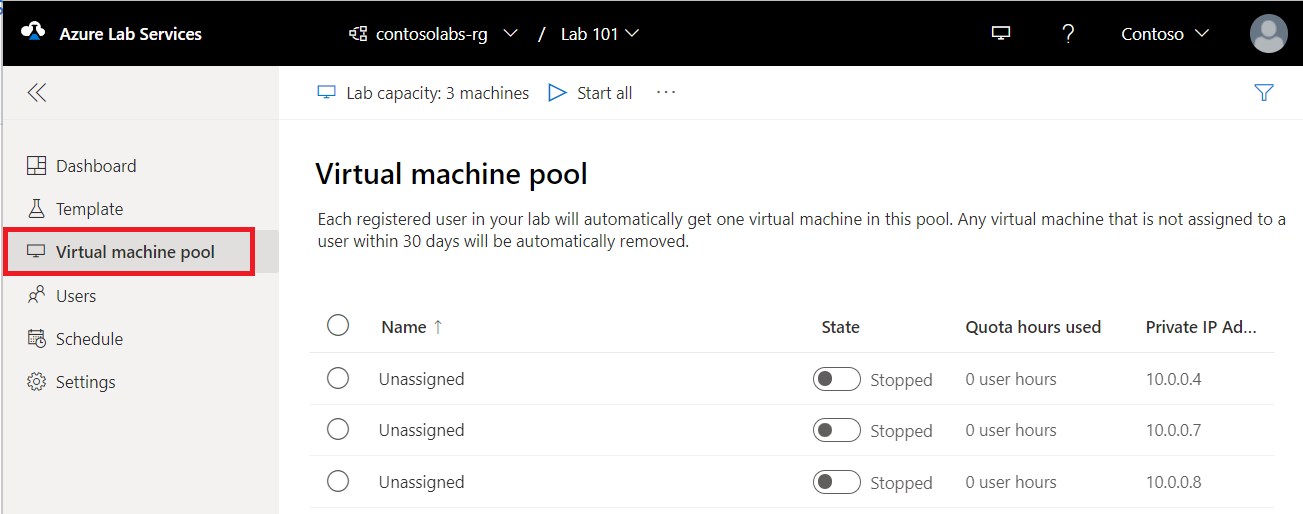 Azure Lab Services
contosolabs-rg / Lab 101
? Contoso
Lab capacity: 3 machines Start all ...
Dashboard
Template
Virtual machine pool
Users
Schedule
Settings
Virtual machine pool
Each registered user in your lab will automatically get one virtual machine in this pool. Any virtual machine that is not assigned to a
user within 30 days will be automatically removed.
Name ↑ State Quota hours used Private IP Ad...
Unassigned Stopped 0 user hours 10.0.0.4
Unassigned Stopped 0 user hours 10.0.0.7
Unassigned Stopped 0 user hours 10.0.0.8